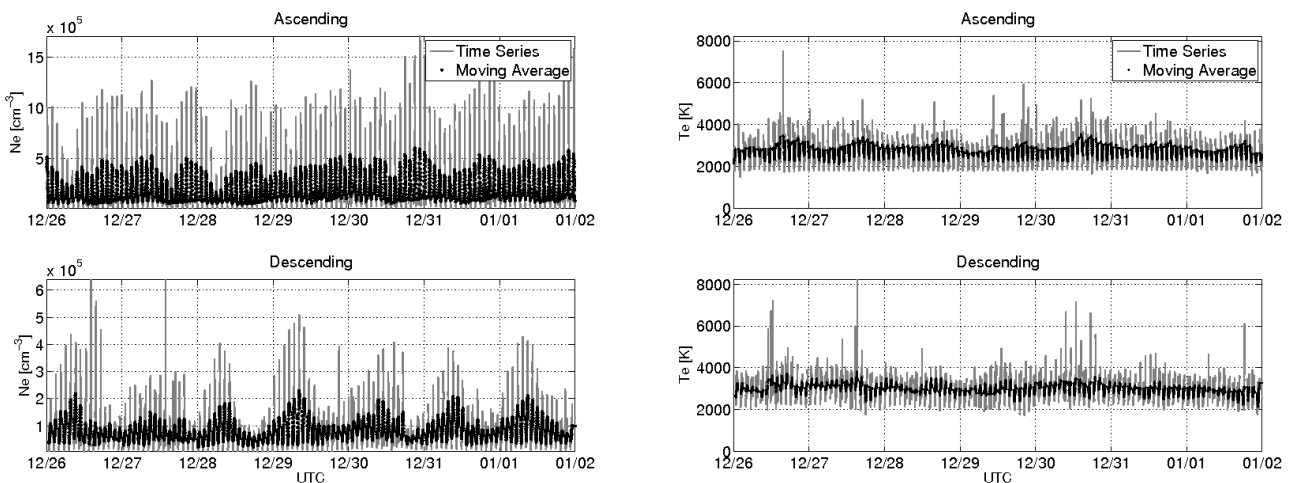 Ascending
x 10^5
Ne [cm^-3]
15
10
5
Time Series
Moving Average
12/26 12/27 12/28 12/29 12/30 12/31 01/01 01/02
Ascending
Te [K]
8000
6000
4000
2000
0
Time Series
Moving Average
12/26 12/27 12/28 12/29 12/30 12/31 01/01 01/02
Descending
x 10^5
Ne [cm^-3]
6
5
4
3
2
1
12/26 12/27 12/28 12/29 12/30 12/31 01/01 01/02
UTC
Descending
Te [K]
8000
6000
4000
2000
0
12/26 12/27 12/28 12/29 12/30 12/31 01/01 01/02
UTC